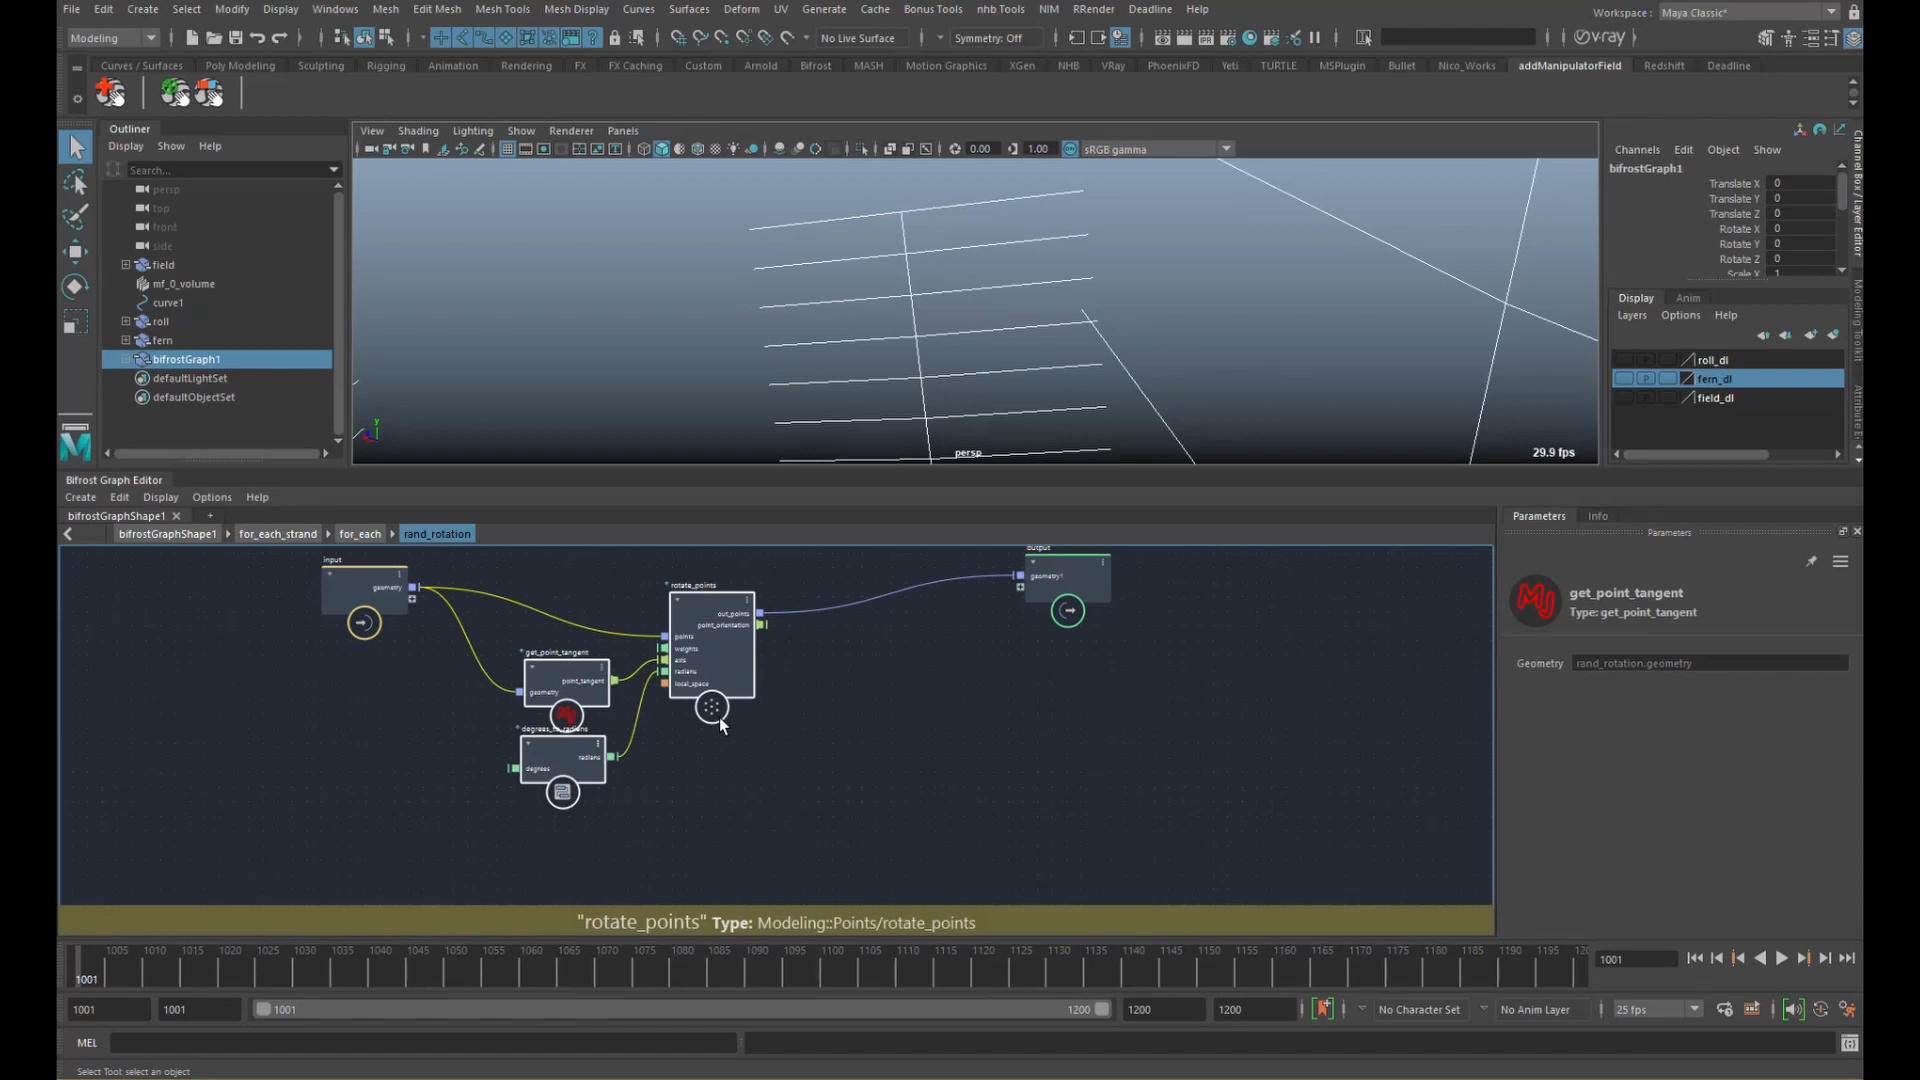 File Edit Create Select Modify Display Windows Mesh Edit Mesh Mesh Tools Mesh Display Curves Surfaces Deform UV Generate Cache Bonus Tools nhb Tools NIM RRender Deadline Help
Workspace : Maya Classic*
Modeling No Live Surface Symmetry: Off v·ray
Curves / Surfaces Poly Modeling Sculpting Rigging Animation Rendering FX FX Caching Custom Arnold Bifrost MASH Motion Graphics XGen NHB VRay PhoenixFD Yeti TURTLE MSPlugin Bullet Nico_Works addManipulatorField Redshift Deadline
Outliner
Display Show Help
Search...
persp
top
front
side
field
mf_0_volume
curve1
roll
fern
bifrostGraph1
defaultLightSet
defaultObjectSet
View Shading Lighting Show Renderer Panels
0.00 1.00 sRGB gamma
y
persp
29.9 fps
Channels Edit Object Show
bifrostGraph1
Translate X 0
Translate Y 0
Translate Z 0
Rotate X 0
Rotate Y 0
Rotate Z 0
Scale X 1
Display Anim
Layers Options Help
P roll_dl
P fern_dl
P field_dl
Channel Box / Layer Editor
Modeling Toolkit
Attribute E
Bifrost Graph Editor
Create Edit Display Options Help
bifrostGraphShape1
bifrostGraphShape1 for_each_strand for_each rand_rotation
input
geometry
get_point_tangent
point_tangent
geometry
degrees_to_radians
radians
degrees
rotate_points
out_points
point_orientation
points
weights
axis
radians
local_space
output
geometry1
"rotate_points" Type: Modeling::Points/rotate_points
Parameters Info
Parameters
get_point_tangent
Type: get_point_tangent
Geometry rand_rotation.geometry
1005 1010 1015 1020 1025 1030 1035 1040 1045 1050 1055 1060 1065 1070 1075 1080 1085 1090 1095 1100 1105 1110 1115 1120 1125 1130 1135 1140 1145 1150 1155 1160 1165 1170 1175 1180 1185 1190 1195 120
1001
1001
1001 1001 1001 1200 1200 1200 No Character Set No Anim Layer 25 fps
MEL
Select Tool: select an object